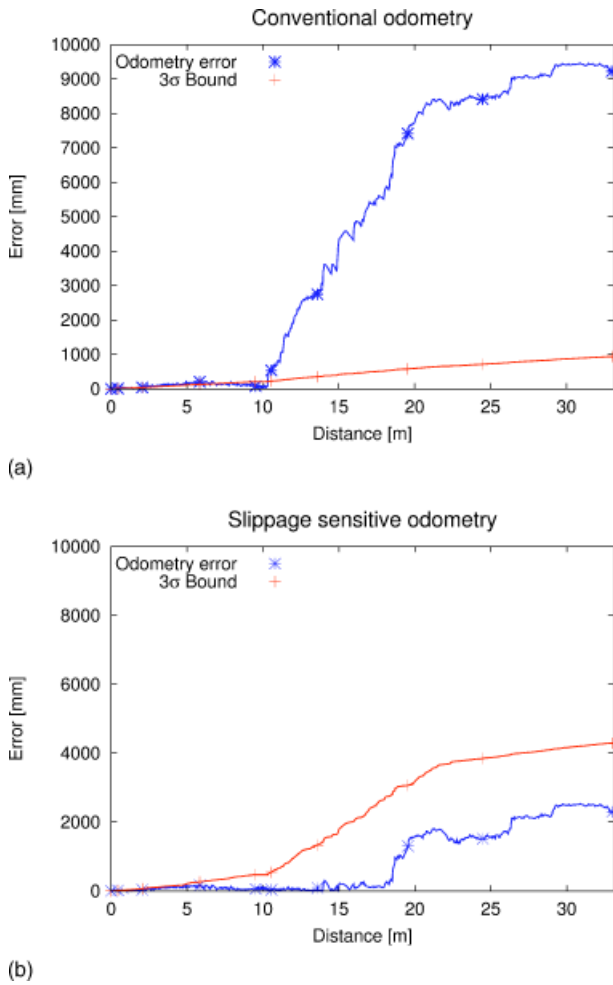 Conventional odometry
10000
9000
8000
7000
6000
5000
4000
3000
2000
1000
0
Error [mm]
Odometry error
3σ Bound
0 5 10 15 20 25 30
Distance [m]
(a)
Slippage sensitive odometry
10000
8000
6000
4000
2000
0
Error [mm]
Odometry error
3σ Bound
0 5 10 15 20 25 30
Distance [m]
(b)